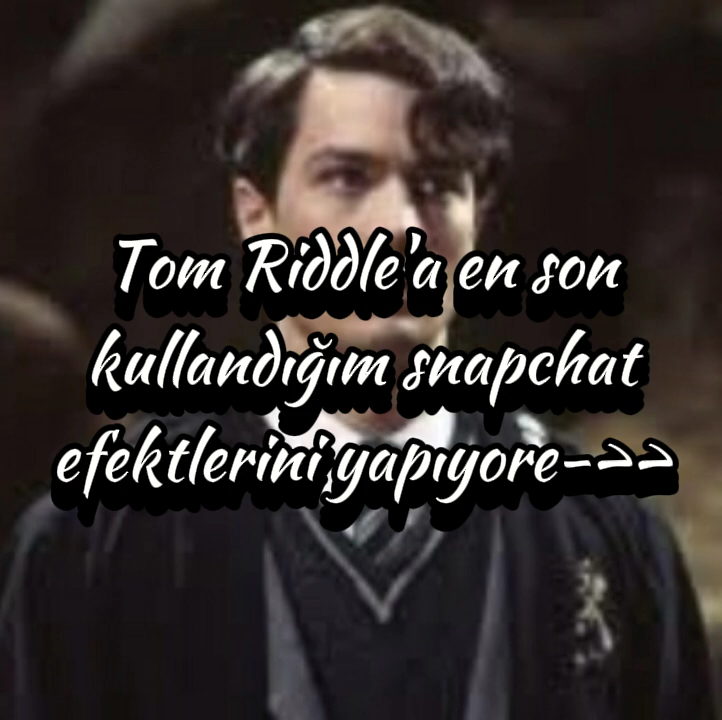 Tom Riddle'a en son
kullandığım snapchat
efektlerini yapıyore->>